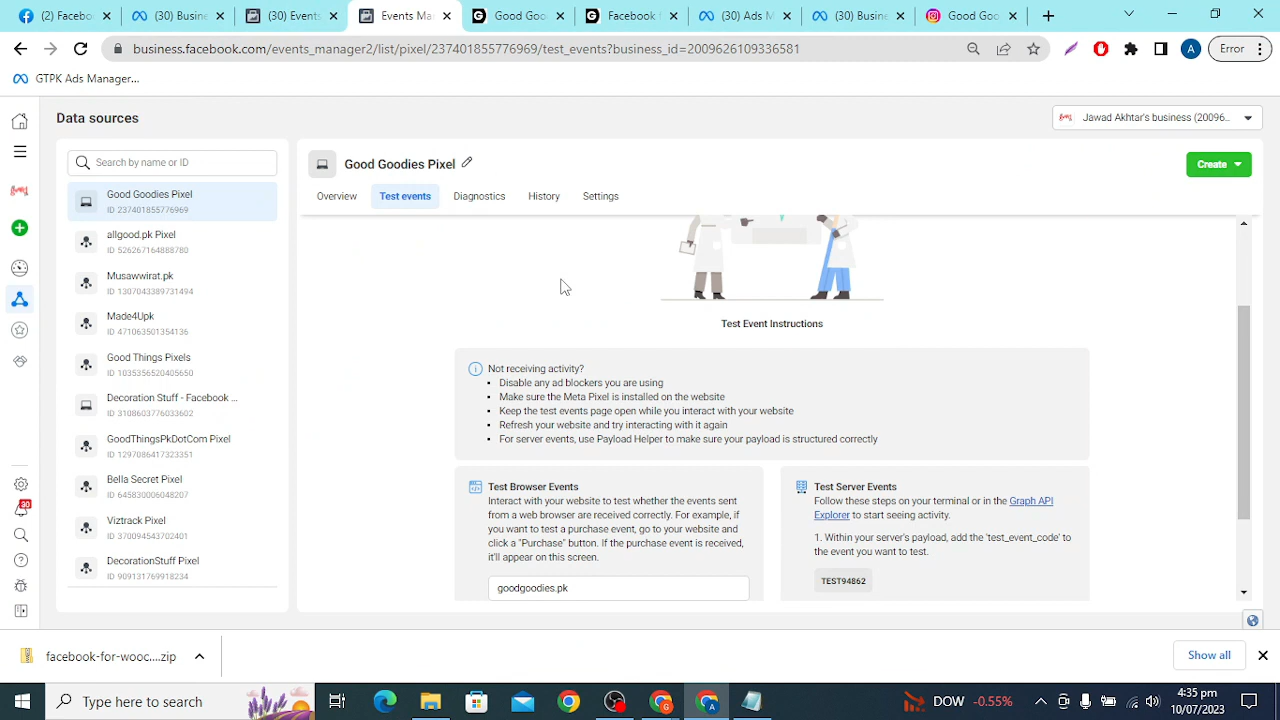 (2) Facebook
(30) Business
(30) Events M
Events Ma
Good Goodies
Facebook f
(30) Ads M
(30) Busine
Good Goo
business.facebook.com/events_manager2/list/pixel/237401855776969/test_events?business_id=2009626109336581
A
Error
GTPK Ads Manager...
Data sources
Jawad Akhtar's business (20096...
Search by name or ID
Good Goodies Pixel
ID 237401855776969
allgood.pk Pixel
ID 526267164888780
Musawwirat.pk
ID 1307043389731494
Made4Upk
ID 471063501354136
Good Things Pixels
ID 1035356520405650
Decoration Stuff - Facebook ...
ID 3108603776033602
GoodThingsPkDotCom Pixel
ID 1297086417323351
Bella Secret Pixel
ID 645830006048207
Viztrack Pixel
ID 370094543702401
DecorationStuff Pixel
ID 909131769918234
Good Goodies Pixel
Create
Overview
Test events
Diagnostics
History
Settings
Test Event Instructions
Not receiving activity?
• Disable any ad blockers you are using
• Make sure the Meta Pixel is installed on the website
• Keep the test events page open while you interact with your website
• Refresh your website and try interacting with it again
• For server events, use Payload Helper to make sure your payload is structured correctly
Test Browser Events
Interact with your website to test whether the events sent
from a web browser are received correctly. For example, if
you want to test a purchase event, go to your website and
click a "Purchase" button. If the purchase event is received,
it'll appear on this screen.
goodgoodies.pk
Test Server Events
Follow these steps on your terminal or in the Graph API
Explorer to start seeing activity.
1. Within your server's payload, add the 'test_event_code' to
the event you want to test.
TEST94862
30
facebook-for-wooc....zip
Show all
Type here to search
DOW -0.55%
4:35 pm
10/07/2023